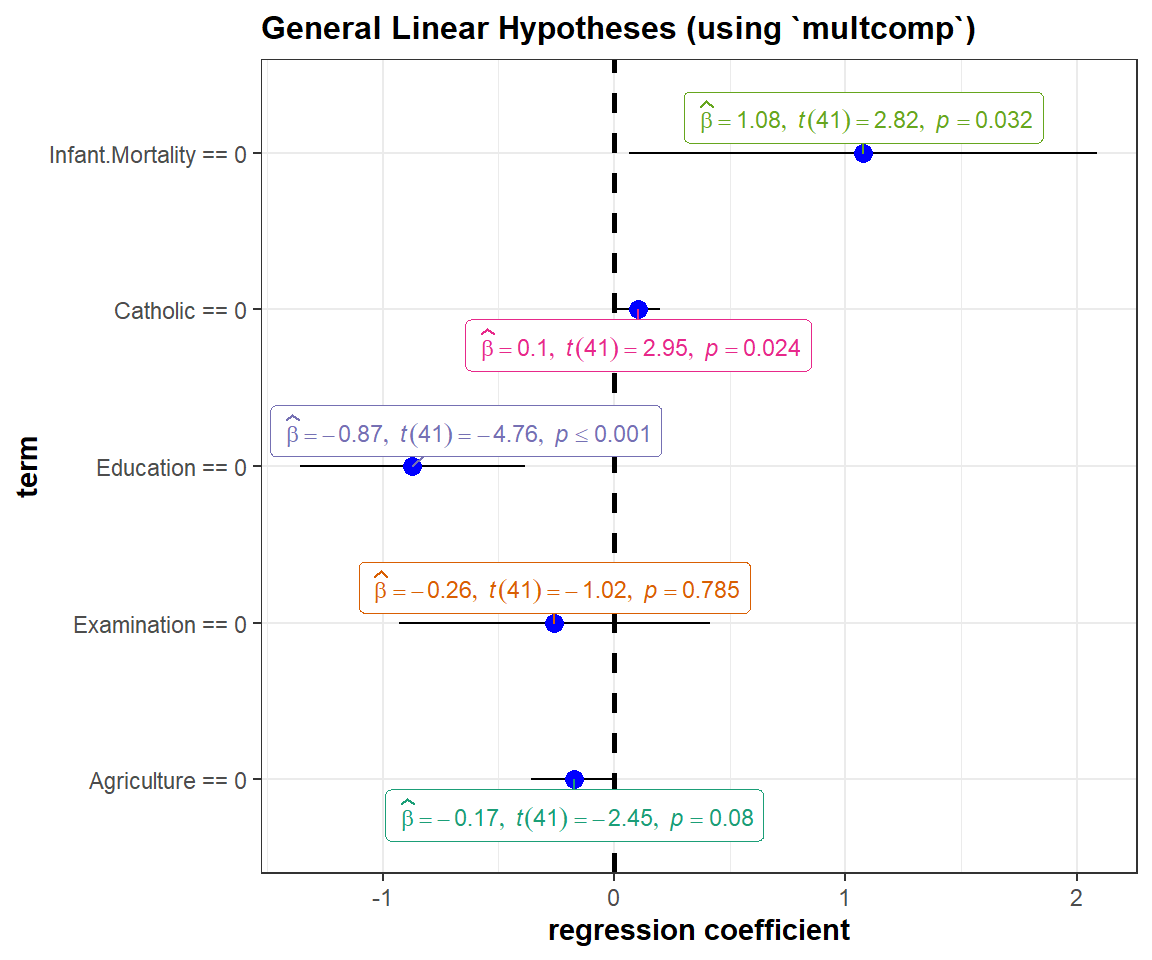 General Linear Hypotheses (using `multcomp`)
Infant.Mortality == 0
β̂ = 1.08, t(41) = 2.82, p = 0.032
Catholic == 0
β̂ = 0.1, t(41) = 2.95, p = 0.024
β̂ = −0.87, t(41) = −4.76, p ≤ 0.001
Education == 0
β̂ = −0.26, t(41) = −1.02, p = 0.785
Examination == 0
Agriculture == 0
β̂ = −0.17, t(41) = −2.45, p = 0.08
term
-1 0 1 2
regression coefficient